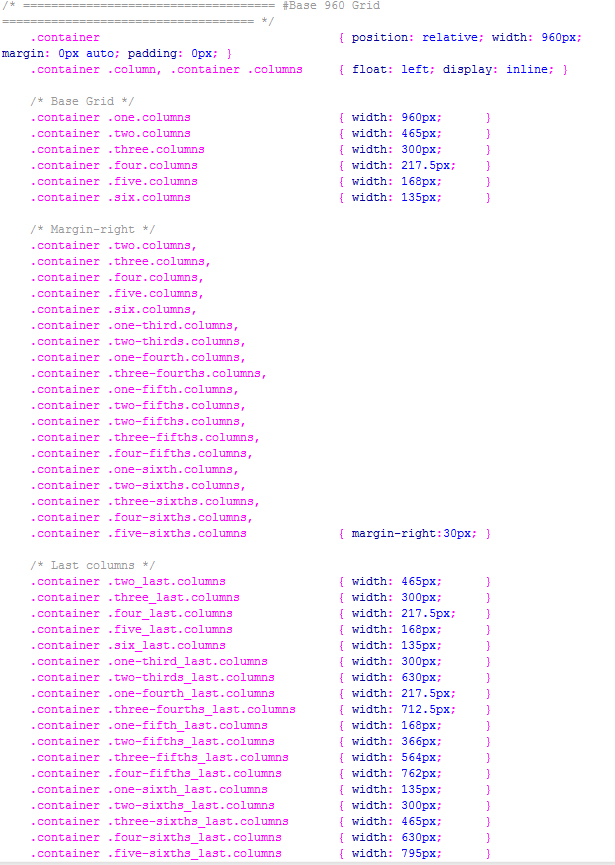 /* ==================================== #Base 960 Grid
==================================== */
    .container                                  { position: relative; width: 960px;
margin: 0px auto; padding: 0px; }
    .container .column, .container .columns     { float: left; display: inline; }

    /* Base Grid */
    .container .one.columns                     { width: 960px;      }
    .container .two.columns                     { width: 465px;      }
    .container .three.columns                   { width: 300px;      }
    .container .four.columns                    { width: 217.5px;    }
    .container .five.columns                    { width: 168px;      }
    .container .six.columns                     { width: 135px;      }

    /* Margin-right */
    .container .two.columns,
    .container .three.columns,
    .container .four.columns,
    .container .five.columns,
    .container .six.columns,
    .container .one-third.columns,
    .container .two-thirds.columns,
    .container .one-fourth.columns,
    .container .three-fourths.columns,
    .container .one-fifth.columns,
    .container .two-fifths.columns,
    .container .two-fifths.columns,
    .container .three-fifths.columns,
    .container .four-fifths.columns,
    .container .one-sixth.columns,
    .container .two-sixths.columns,
    .container .three-sixths.columns,
    .container .four-sixths.columns,
    .container .five-sixths.columns             { margin-right:30px; }

    /* Last columns */
    .container .two_last.columns                { width: 465px;      }
    .container .three_last.columns              { width: 300px;      }
    .container .four_last.columns               { width: 217.5px;    }
    .container .five_last.columns               { width: 168px;      }
    .container .six_last.columns                { width: 135px;      }
    .container .one-third_last.columns          { width: 300px;      }
    .container .two-thirds_last.columns         { width: 630px;      }
    .container .one-fourth_last.columns         { width: 217.5px;    }
    .container .three-fourths_last.columns      { width: 712.5px;    }
    .container .one-fifth_last.columns          { width: 168px;      }
    .container .two-fifths_last.columns         { width: 366px;      }
    .container .three-fifths_last.columns       { width: 564px;      }
    .container .four-fifths_last.columns        { width: 762px;      }
    .container .one-sixth_last.columns          { width: 135px;      }
    .container .two-sixths_last.columns         { width: 300px;      }
    .container .three-sixths_last.columns       { width: 465px;      }
    .container .four-sixths_last.columns        { width: 630px;      }
    .container .five-sixths_last.columns        { width: 795px;      }